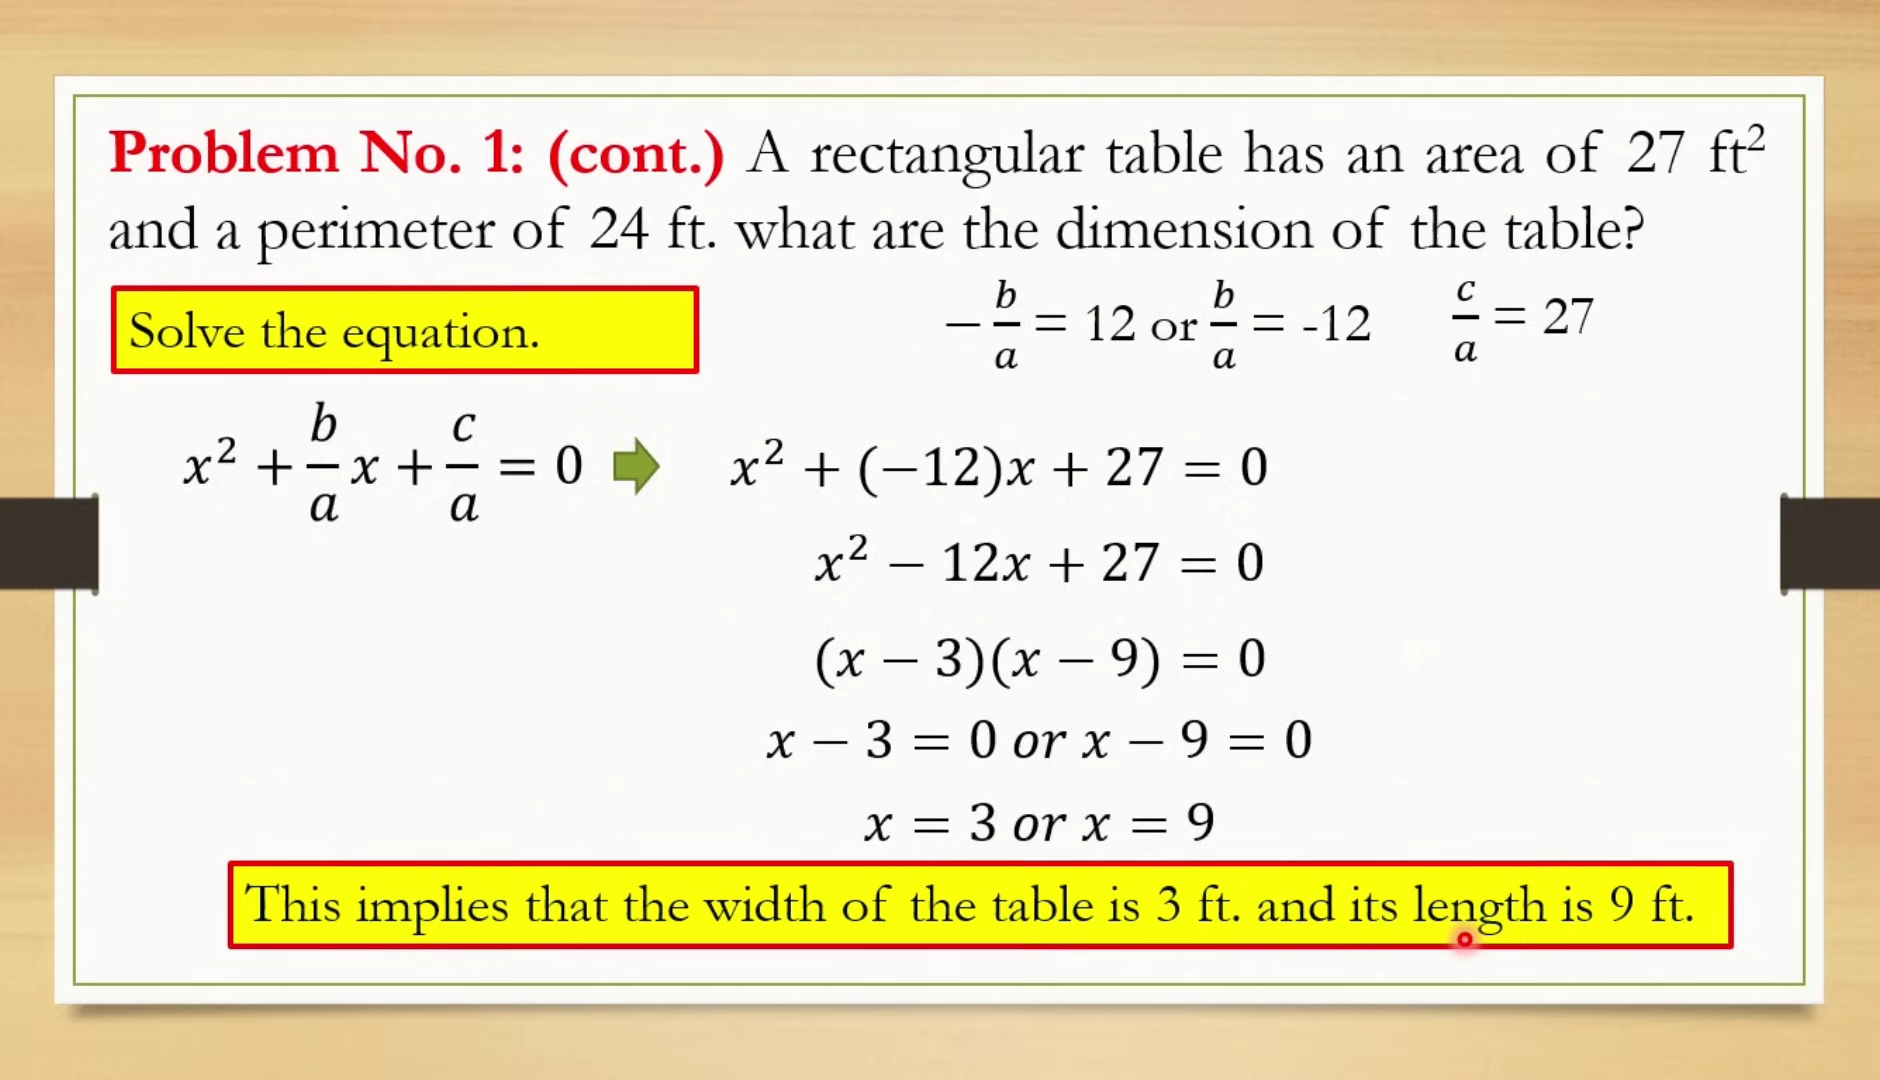 Problem No. 1: (cont.) A rectangular table has an area of 27 ft²
and a perimeter of 24 ft. what are the dimension of the table?
Solve the equation.
−b/a = 12 or b/a = -12 c/a = 27
x² + b/a x + c/a = 0 x² + (−12)x + 27 = 0
x² − 12x + 27 = 0
(x − 3)(x − 9) = 0
x − 3 = 0 or x − 9 = 0
x = 3 or x = 9
This implies that the width of the table is 3 ft. and its length is 9 ft.